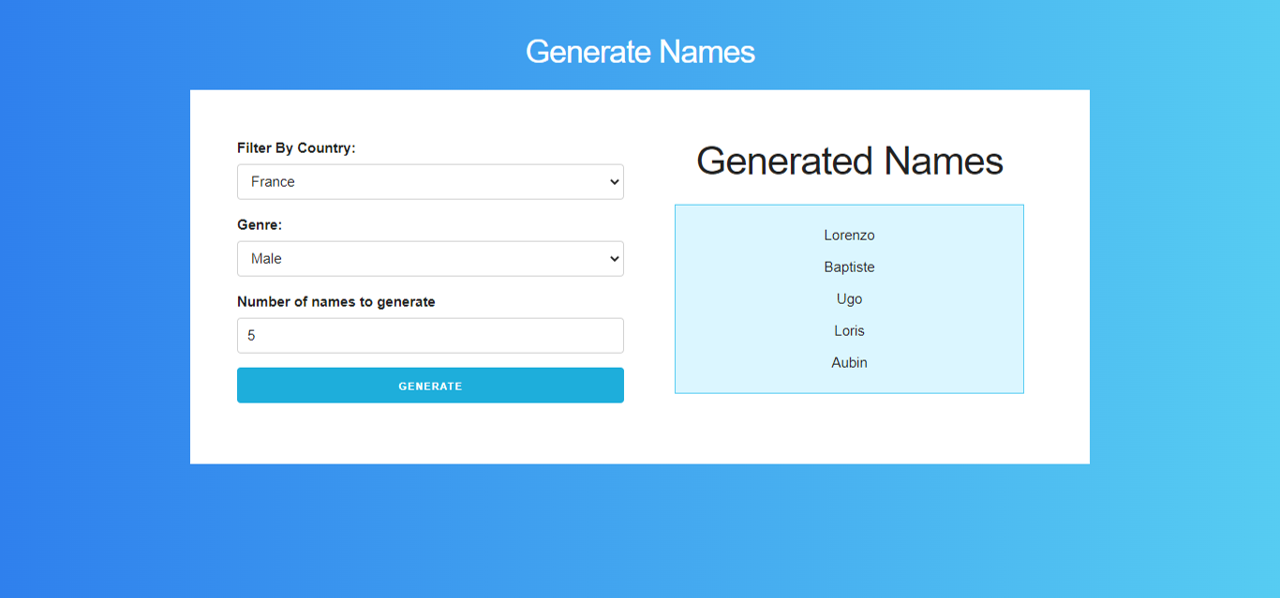 Generate Names
Filter By Country:
France
Genre:
Male
Number of names to generate
5
GENERATE
Generated Names
Lorenzo
Baptiste
Ugo
Loris
Aubin